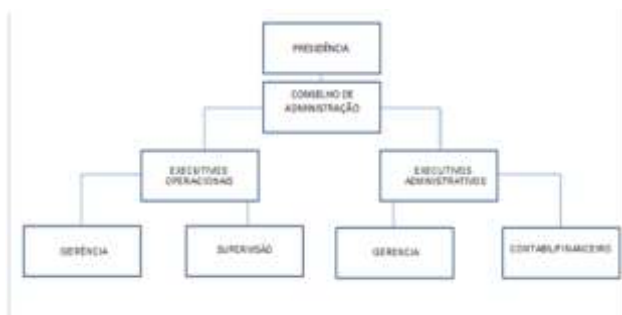 PRESIDÊNCIA
CONSELHO DE
ADMINISTRAÇÃO
EXECUTIVOS
OPERACIONAIS
EXECUTIVOS
ADMINISTRATIVOS
GERÊNCIA
SUPERVISÃO
GERENCIA
CONTABIL/FINANCEIRO